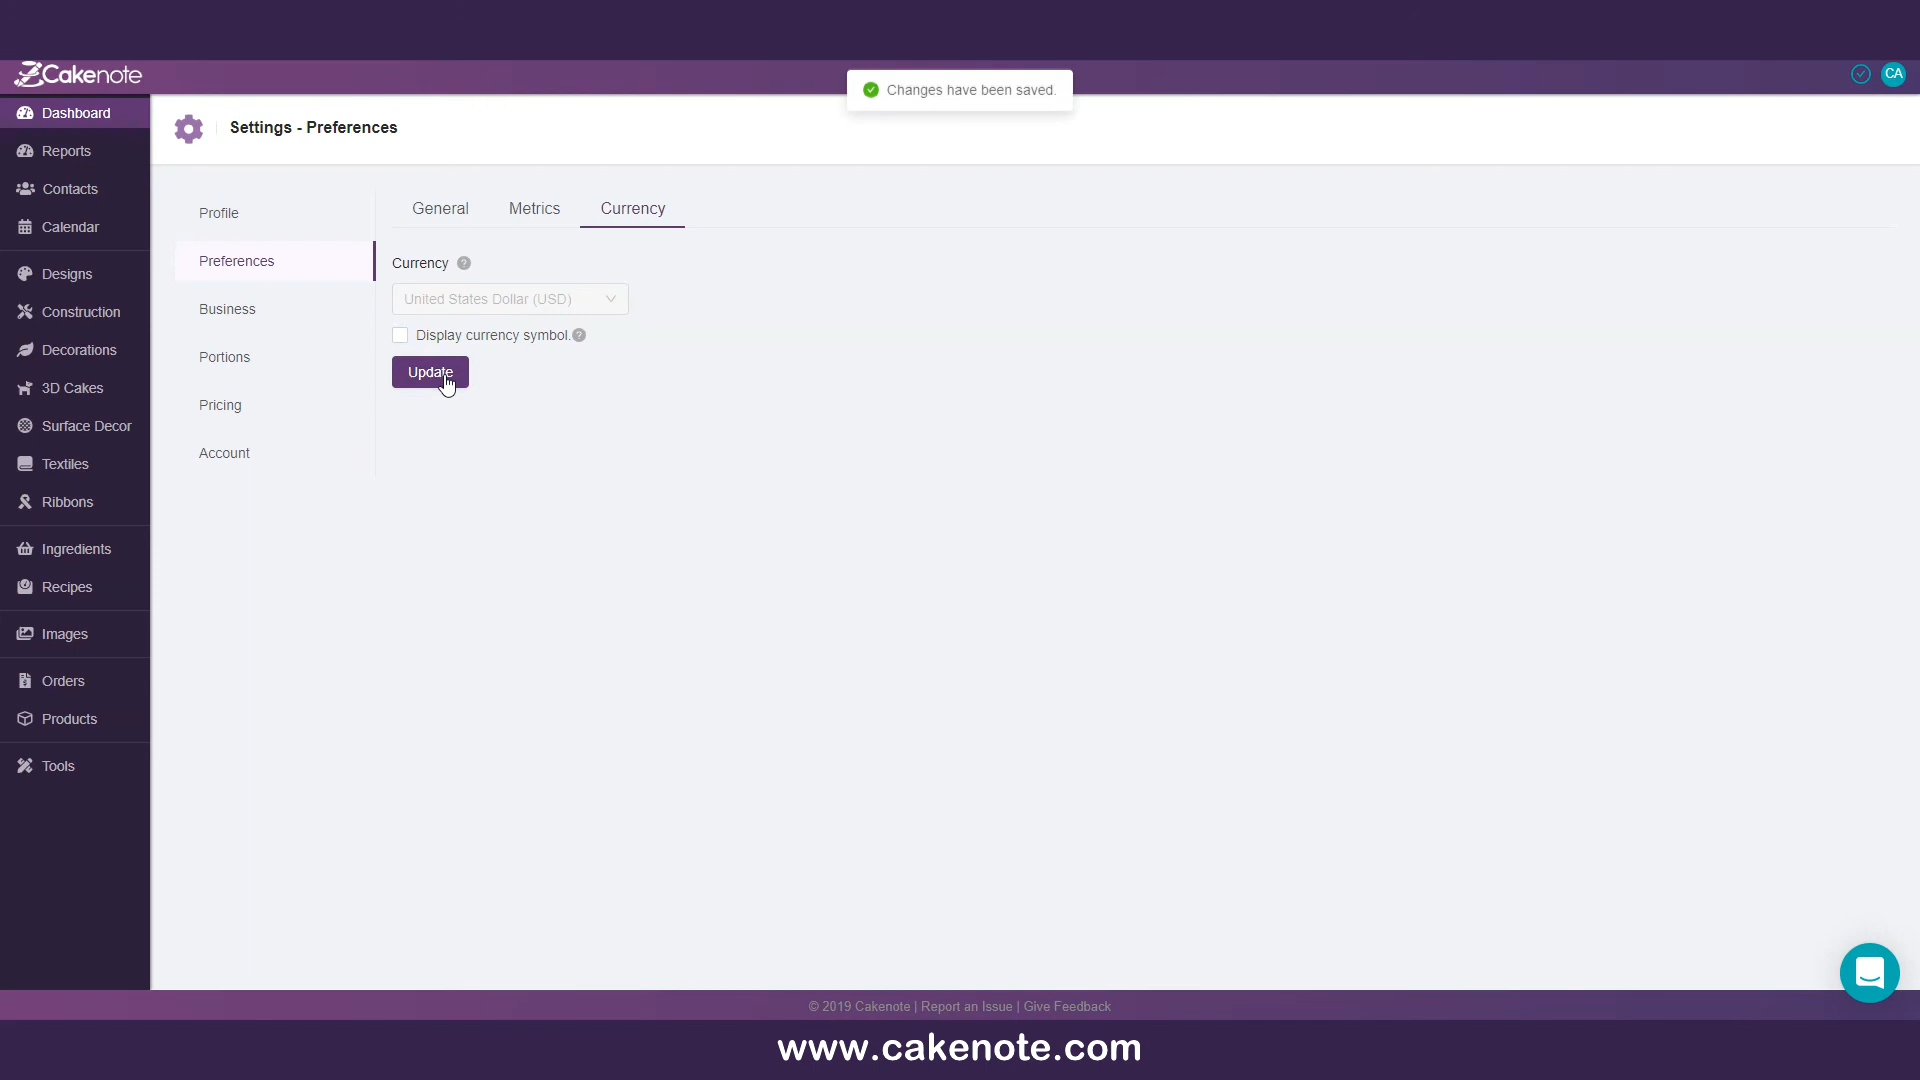 Cakenote
Changes have been saved.
CA
Dashboard
Reports
Contacts
Calendar
Designs
Construction
Decorations
3D Cakes
Surface Decor
Textiles
Ribbons
Ingredients
Recipes
Images
Orders
Products
Tools
Settings - Preferences
Profile
Preferences
Business
Portions
Pricing
Account
General Metrics Currency
Currency ?
United States Dollar (USD)
Display currency symbol. ?
Update
© 2019 Cakenote | Report an Issue | Give Feedback
www.cakenote.com